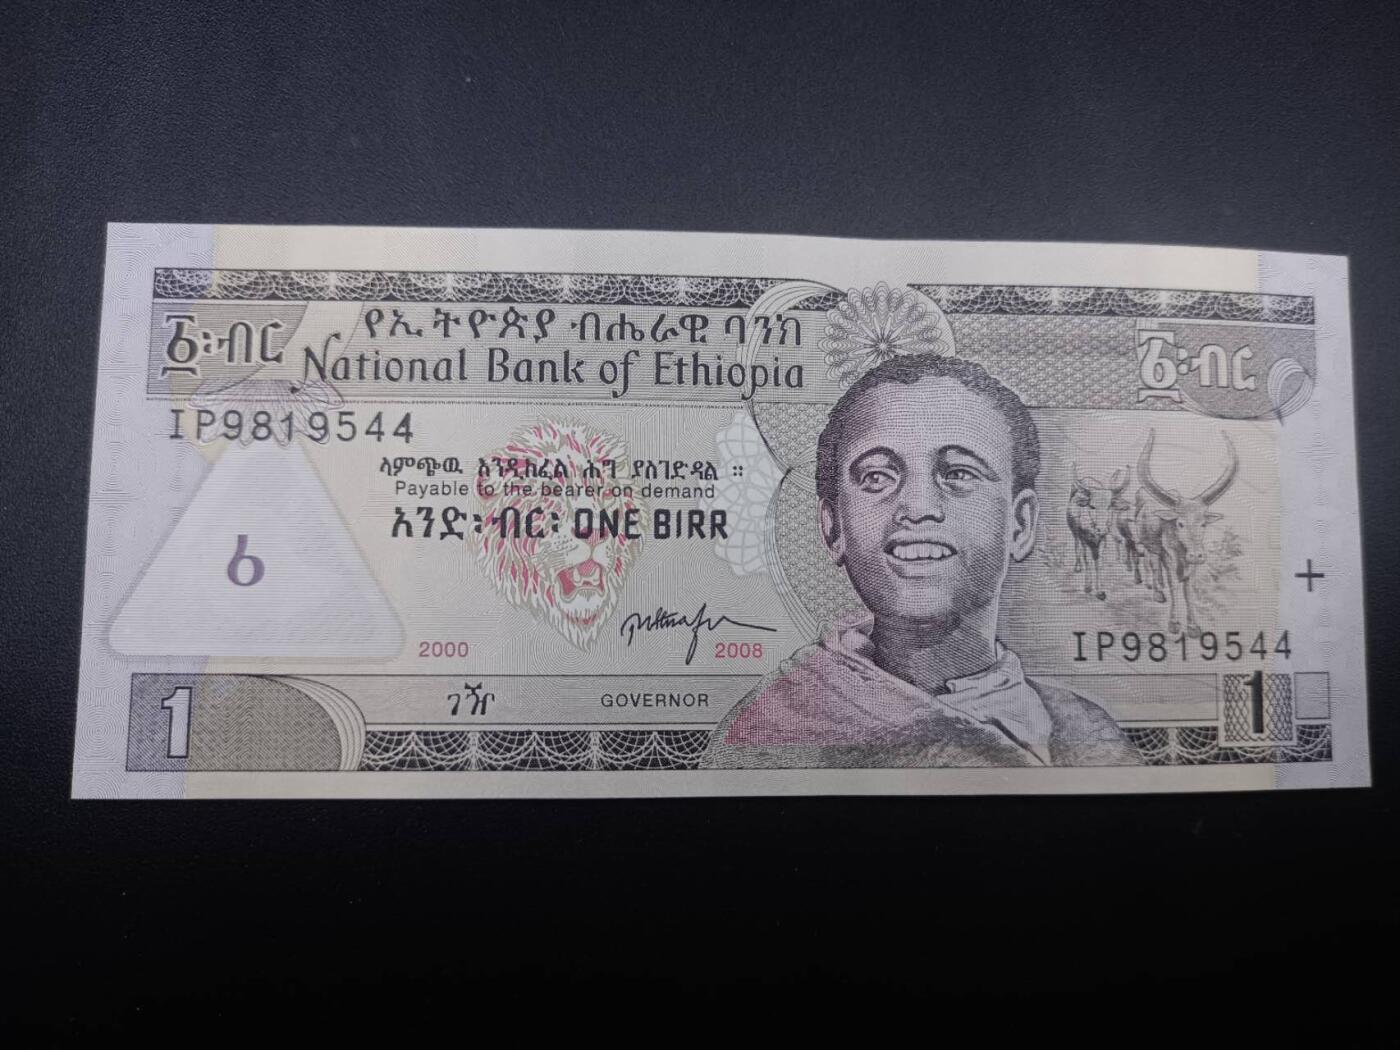 ፩፡ብር
የኢትዮጵያ ብሔራዊ ባንክ
፩፡ብር
National Bank of Ethiopia
IP9819544
ላምጭዉ እንዲከፈል ሕግ ያስገድዳል ።
Payable to the bearer on demand
አንድ፡ብር፡ ONE BIRR
2000
2008
IP9819544
1
ገዥ
GOVERNOR
1